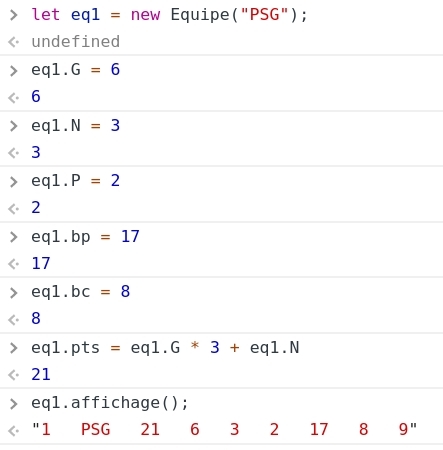 let eq1 = new Equipe("PSG");
undefined
eq1.G = 6
6
eq1.N = 3
3
eq1.P = 2
2
eq1.bp = 17
17
eq1.bc = 8
8
eq1.pts = eq1.G * 3 + eq1.N
21
eq1.affichage();
"1   PSG   21   6   3   2   17   8   9"